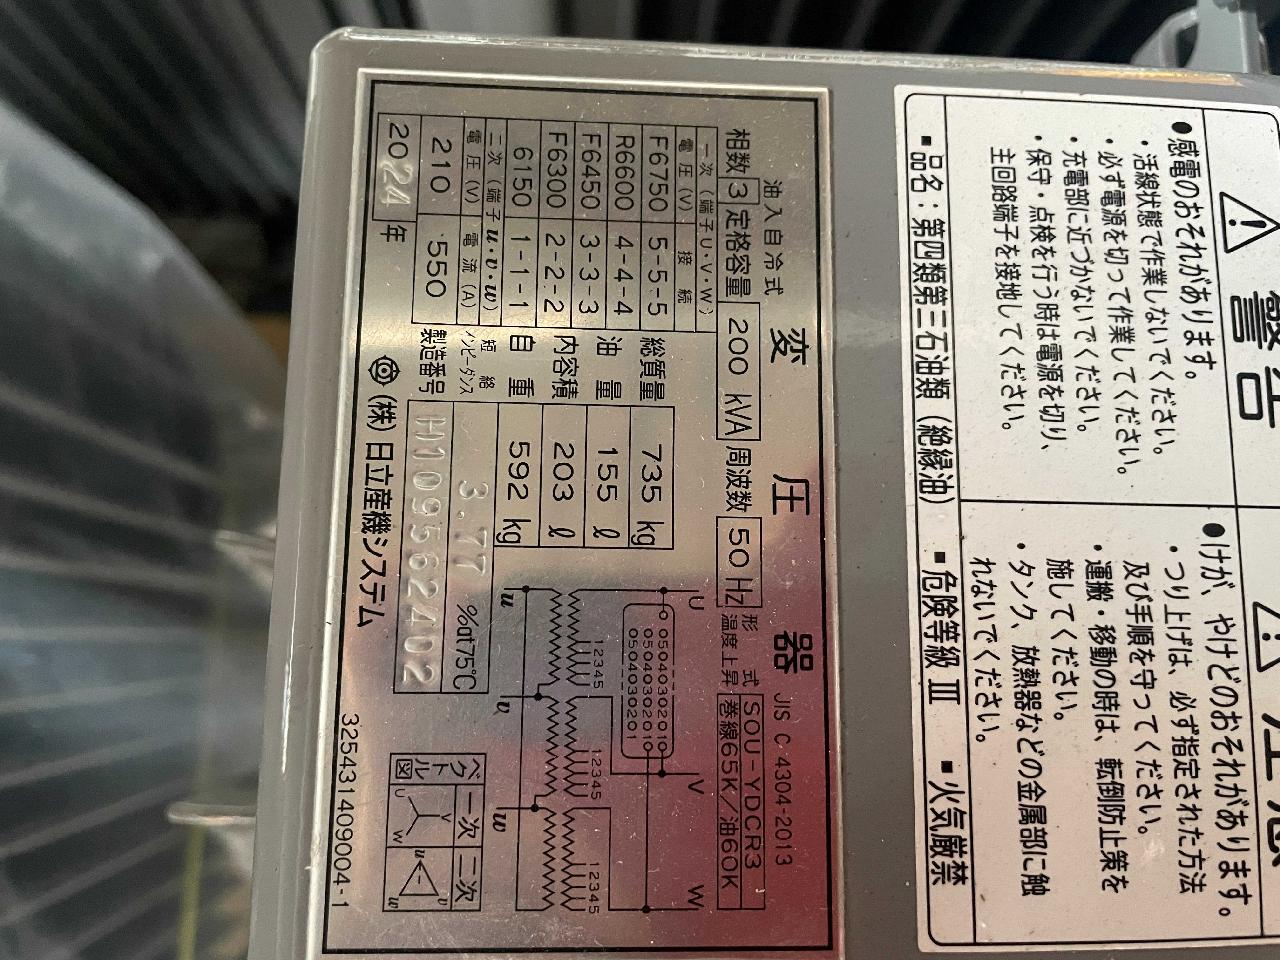 油入自冷式 変圧器 JIS C 4304-2013
相数 3 定格容量 200 kVA 周波数 50 Hz 形式 SOU-YDCR3
温度上昇 巻線65K/油60K
一次(端子U・V・W)
電圧(V) 接続
F6750 5-5-5
R6600 4-4-4
F6450 3-3-3
F6300 2-2-2
6150 1-1-1
二次(端子u・v・w)
電圧(V) 電流(A)
210 550
2024年
総質量 735 kg
油量 155 ℓ
内容積 203 ℓ
自重 592 kg
短絡インピーダンス 3.77 %at75℃
製造番号 H109562402
(株)日立産機システム
U V W
0504030201
0504030201
0504030201
12345 12345 12345
u v w
ベクトル図 一次 二次
U V W
u v w
325431409004-1
警告
●感電のおそれがあります。
・活線状態で作業しないでください。
・必ず電源を切って作業してください。
・充電部に近づかないでください。
・保守・点検を行う時は電源を切り、
主回路端子を接地してください。
注意
●けが、やけどのおそれがあります。
・つり上げは、必ず指定された方法
及び手順を守ってください。
・運搬・移動の時は、転倒防止策を
施してください。
・タンク、放熱器などの金属部に触
れないでください。
▪品名:第四類第三石油類(絶縁油) ▪危険等級 Ⅲ ▪火気厳禁